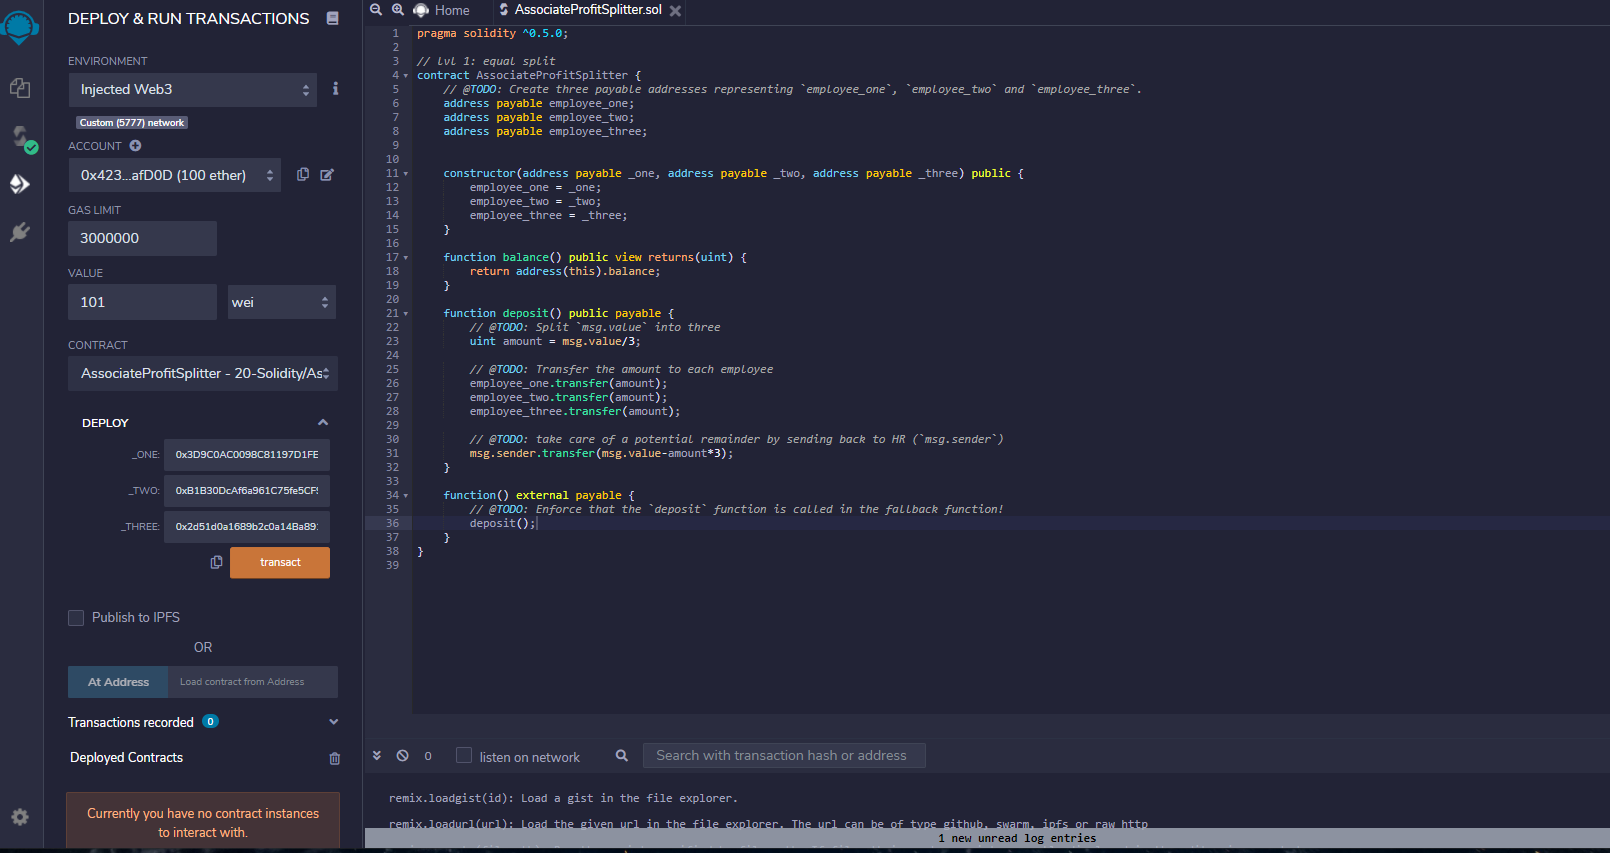 DEPLOY & RUN TRANSACTIONS
ENVIRONMENT
Injected Web3
Custom (5777) network
ACCOUNT
0x423...afD0D (100 ether)
GAS LIMIT
3000000
VALUE
101
wei
CONTRACT
AssociateProfitSplitter - 20-Solidity/As
DEPLOY
_ONE: 0x3D9C0AC0098C81197D1FE
_TWO: 0xB1B30DcAf6a961C75fe5CF
_THREE: 0x2d51d0a1689b2c0a14Ba89
transact
Publish to IPFS
OR
At Address
Load contract from Address
Transactions recorded 0
Deployed Contracts
Currently you have no contract instances
to interact with.
Home
AssociateProfitSplitter.sol
1 pragma solidity ^0.5.0;
2
3 // lvl 1: equal split
4 contract AssociateProfitSplitter {
5 // @TODO: Create three payable addresses representing `employee_one`, `employee_two` and `employee_three`.
6 address payable employee_one;
7 address payable employee_two;
8 address payable employee_three;
9
10
11 constructor(address payable _one, address payable _two, address payable _three) public {
12 employee_one = _one;
13 employee_two = _two;
14 employee_three = _three;
15 }
16
17 function balance() public view returns(uint) {
18 return address(this).balance;
19 }
20
21 function deposit() public payable {
22 // @TODO: Split `msg.value` into three
23 uint amount = msg.value/3;
24
25 // @TODO: Transfer the amount to each employee
26 employee_one.transfer(amount);
27 employee_two.transfer(amount);
28 employee_three.transfer(amount);
29
30 // @TODO: take care of a potential remainder by sending back to HR (`msg.sender`)
31 msg.sender.transfer(msg.value-amount*3);
32 }
33
34 function() external payable {
35 // @TODO: Enforce that the `deposit` function is called in the fallback function!
36 deposit();
37 }
38 }
39
0
listen on network
Search with transaction hash or address
remix.loadgist(id): Load a gist in the file explorer.
remix.loadurl(url): Load the given url in the file explorer. The url can be of type github, swarm, ipfs or raw http
1 new unread log entries